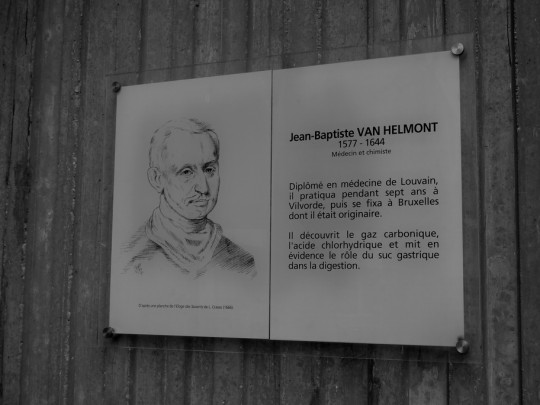 Jean-Baptiste VAN HELMONT
1577 - 1644
Médecin et chimiste
Diplômé en médecine de Louvain,
il pratiqua pendant sept ans à
Vilvorde, puis se fixa à Bruxelles
dont il était originaire.
Il découvrit le gaz carbonique,
l'acide chlorhydrique et mit en
évidence le rôle du suc gastrique
dans la digestion.